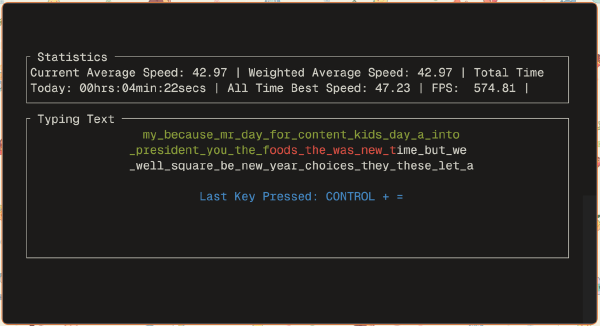 Statistics
Current Average Speed: 42.97 | Weighted Average Speed: 42.97 | Total Time
Today: 00hrs:04min:22secs | All Time Best Speed: 47.23 | FPS:  574.81 |
Typing Text
my_because_mr_day_for_content_kids_day_a_into
_president_you_the_foods_the_was_new_time_but_we
_well_square_be_new_year_choices_they_these_let_a
Last Key Pressed: CONTROL + =